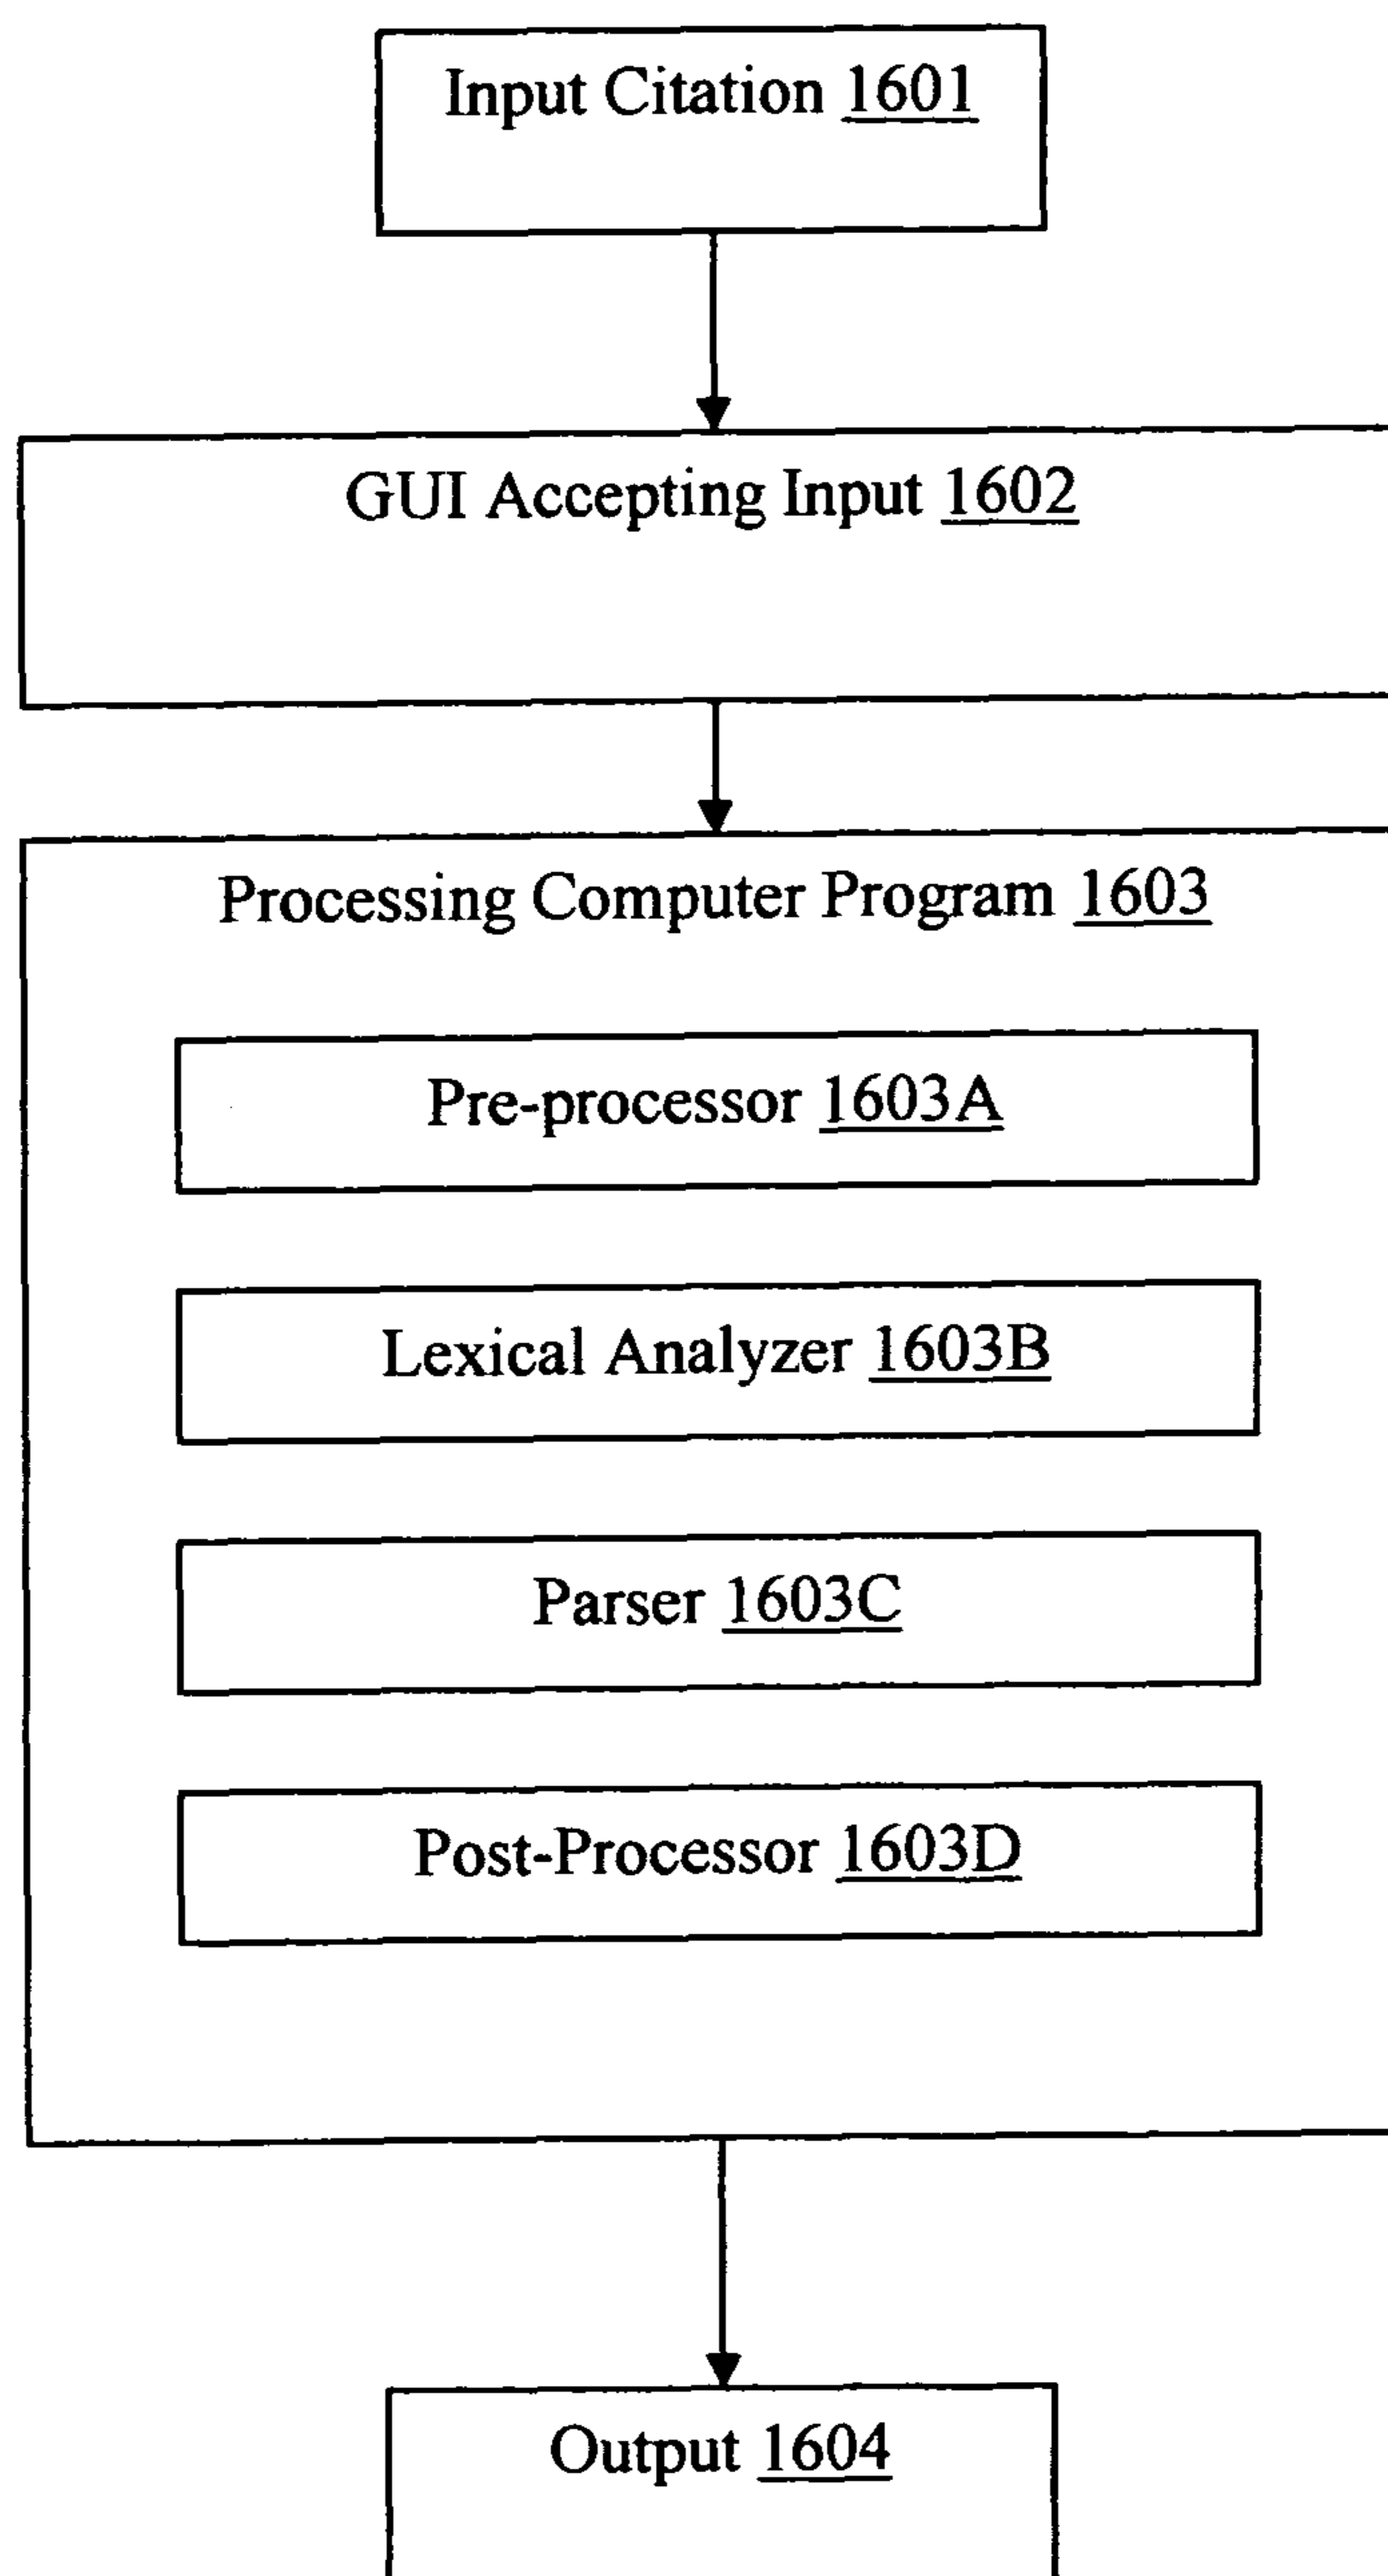 Input Citation 1601
GUI Accepting Input 1602
Processing Computer Program 1603
Pre-processor 1603A
Lexical Analyzer 1603B
Parser 1603C
Post-Processor 1603D
Output 1604